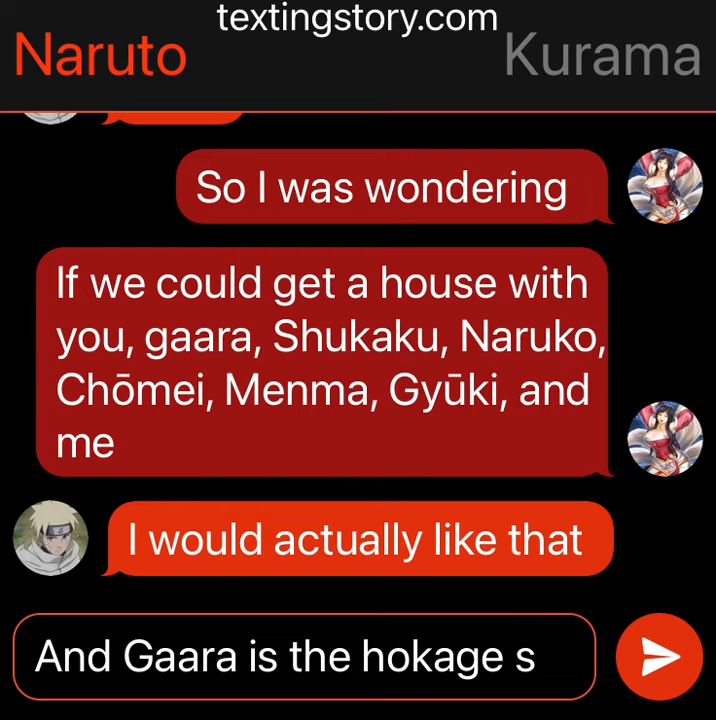 textingstory.com
Naruto
Kurama
So I was wondering
If we could get a house with
you, gaara, Shukaku, Naruko,
Chōmei, Menma, Gyūki, and
me
I would actually like that
And Gaara is the hokage s